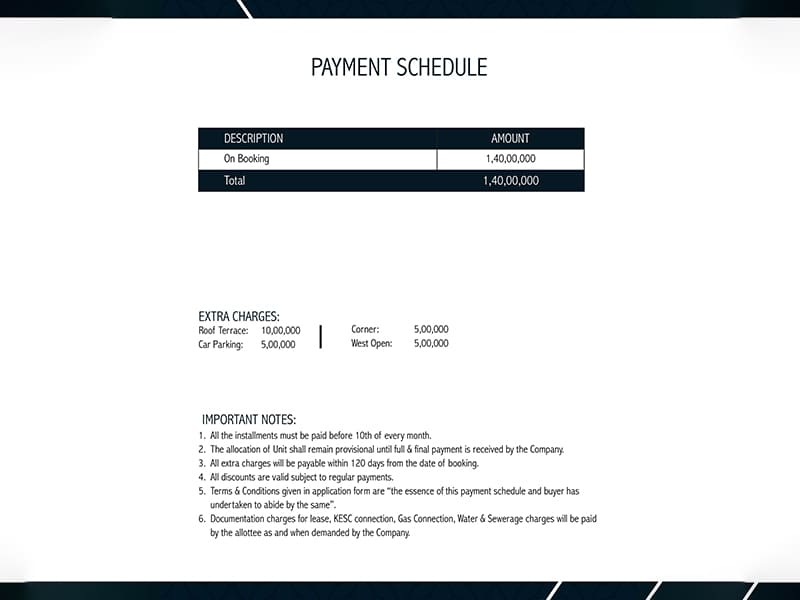 PAYMENT SCHEDULE
DESCRIPTION AMOUNT
On Booking 1,40,00,000
Total 1,40,00,000
EXTRA CHARGES:
Roof Terrace: 10,00,000 Corner: 5,00,000
Car Parking: 5,00,000 West Open: 5,00,000
IMPORTANT NOTES:
1. All the installments must be paid before 10th of every month.
2. The allocation of Unit shall remain provisional until full & final payment is received by the Company.
3. All extra charges will be payable within 120 days from the date of booking.
4. All discounts are valid subject to regular payments.
5. Terms & Conditions given in application form are “the essence of this payment schedule and buyer has
undertaken to abide by the same”.
6. Documentation charges for lease, KESC connection, Gas Connection, Water & Sewerage charges will be paid
by the allottee as and when demanded by the Company.